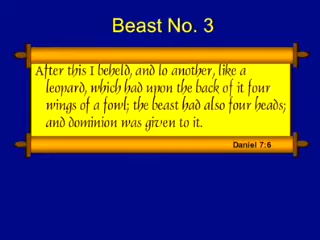 Beast No. 3
After this I beheld, and lo another, like a
leopard, which had upon the back of it four
wings of a fowl; the beast had also four heads;
and dominion was given to it.
Daniel 7:6